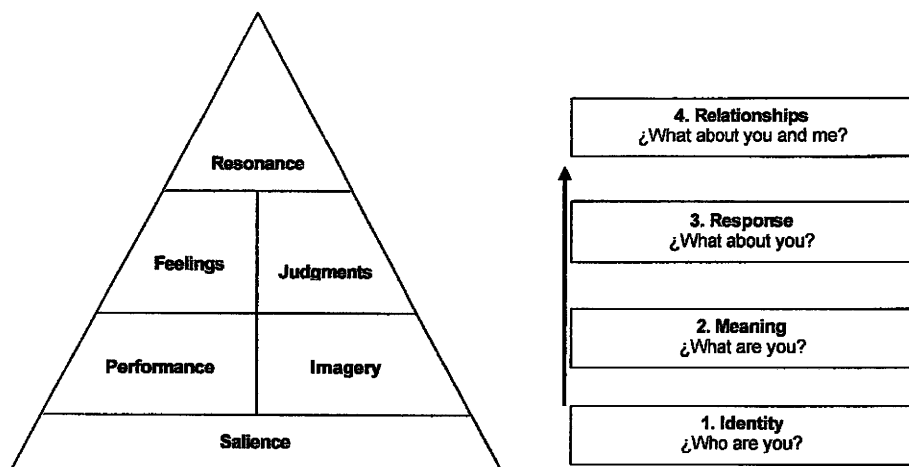 Resonance
Feelings
Judgments
Performance
Imagery
Salience
4. Relationships
¿What about you and me?
3. Response
¿What about you?
2. Meaning
¿What are you?
1. Identity
¿Who are you?